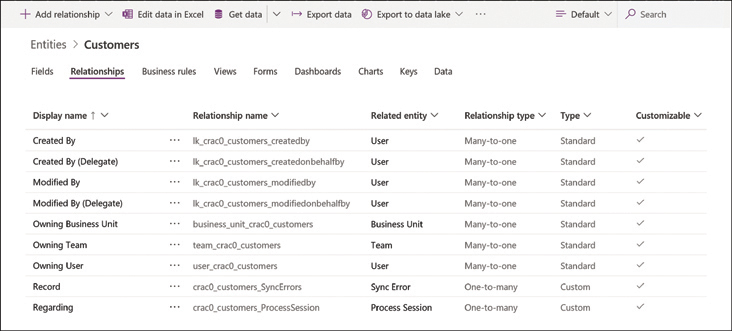 Add relationship Edit data in Excel Get data Export data Export to data lake Default Search
Entities > Customers
Fields Relationships Business rules Views Forms Dashboards Charts Keys Data
Display name ↑ Relationship name Related entity Relationship type Type Customizable
Created By ... lk_crac0_customers_createdby User Many-to-one Standard
Created By (Delegate) ... lk_crac0_customers_createdonbehalfby User Many-to-one Standard
Modified By ... lk_crac0_customers_modifiedby User Many-to-one Standard
Modified By (Delegate) ... lk_crac0_customers_modifiedonbehalfby User Many-to-one Standard
Owning Business Unit ... business_unit_crac0_customers Business Unit Many-to-one Standard
Owning Team ... team_crac0_customers Team Many-to-one Standard
Owning User ... user_crac0_customers User Many-to-one Standard
Record ... crac0_customers_SyncErrors Sync Error One-to-many Custom
Regarding ... crac0_customers_ProcessSession Process Session One-to-many Custom